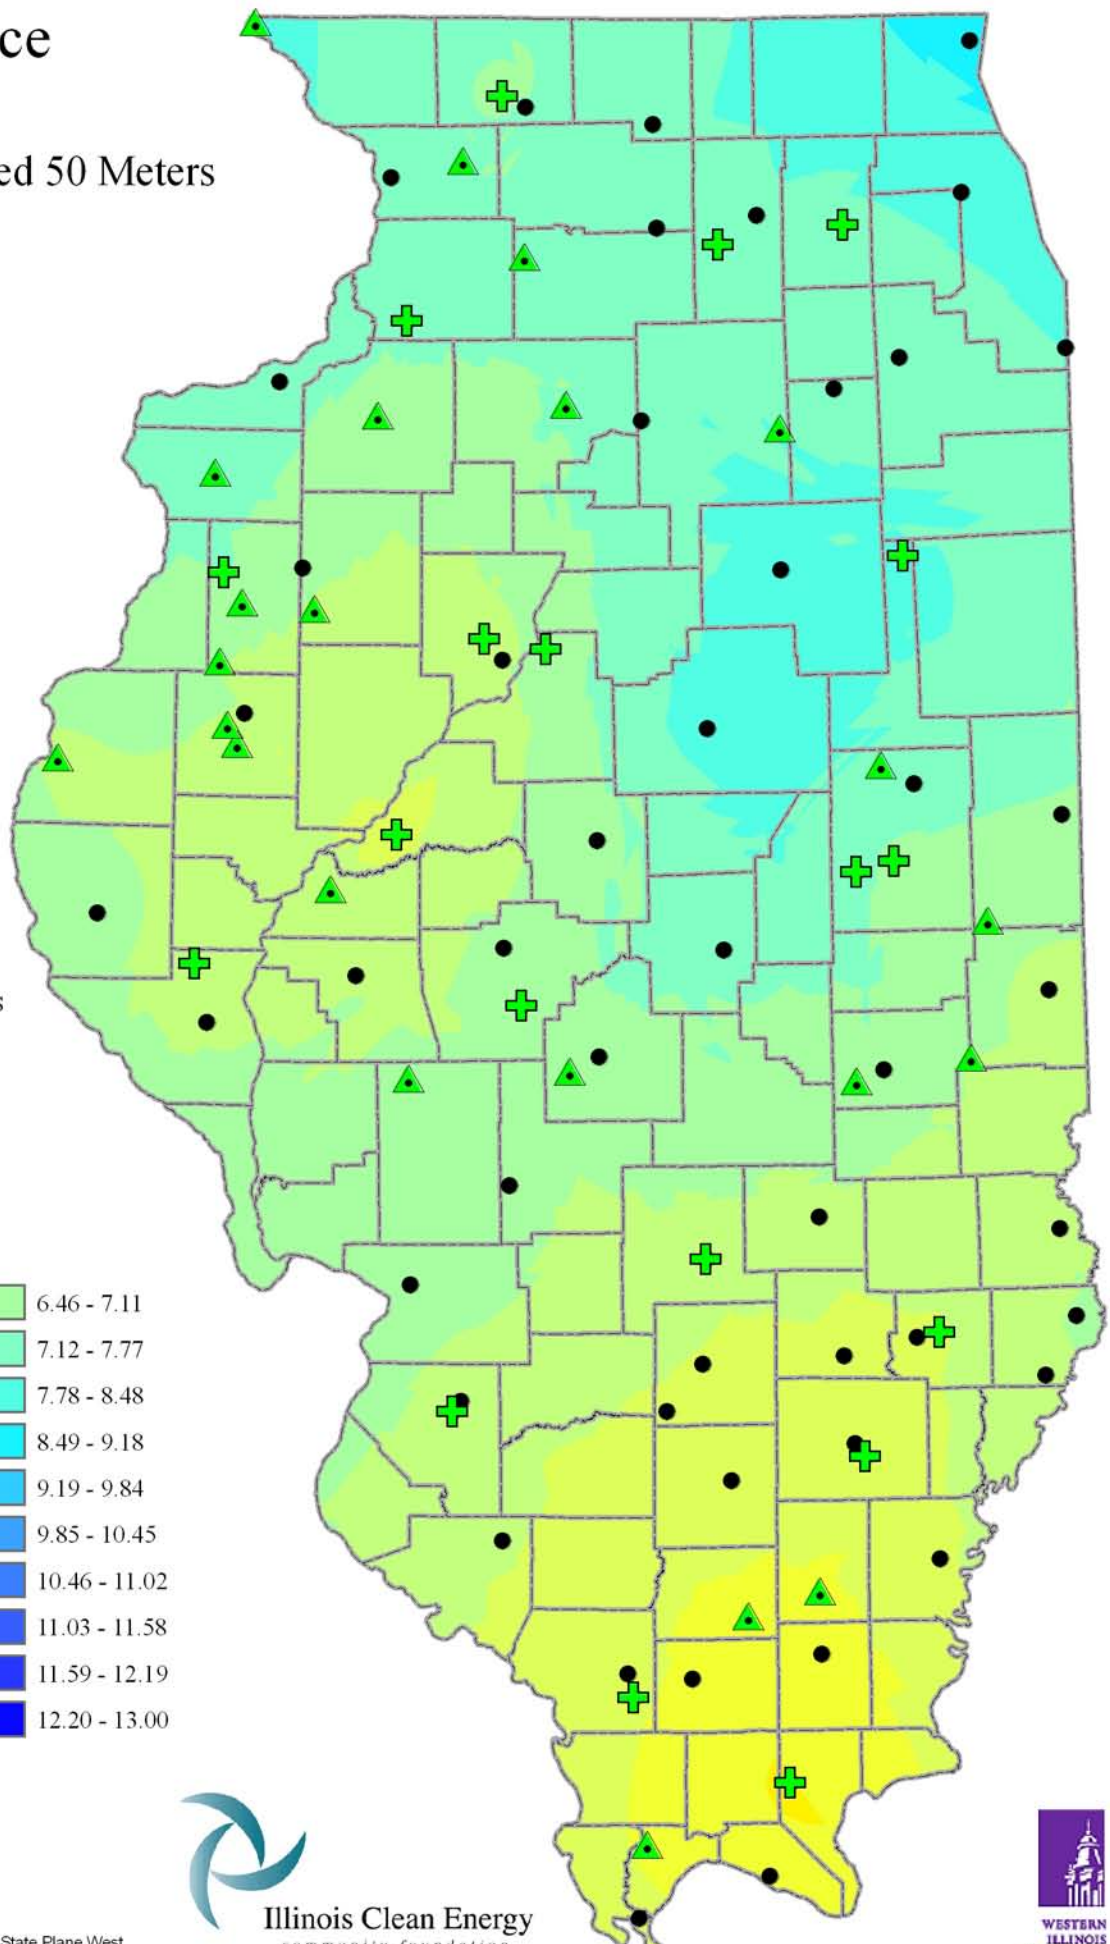 ce
ed 50 Meters
s
6.46 - 7.11
7.12 - 7.77
7.78 - 8.48
8.49 - 9.18
9.19 - 9.84
9.85 - 10.45
10.46 - 11.02
11.03 - 11.58
11.59 - 12.19
12.20 - 13.00
Illinois Clean Energy
community foundation
WESTERN
ILLINOIS
State Plane West